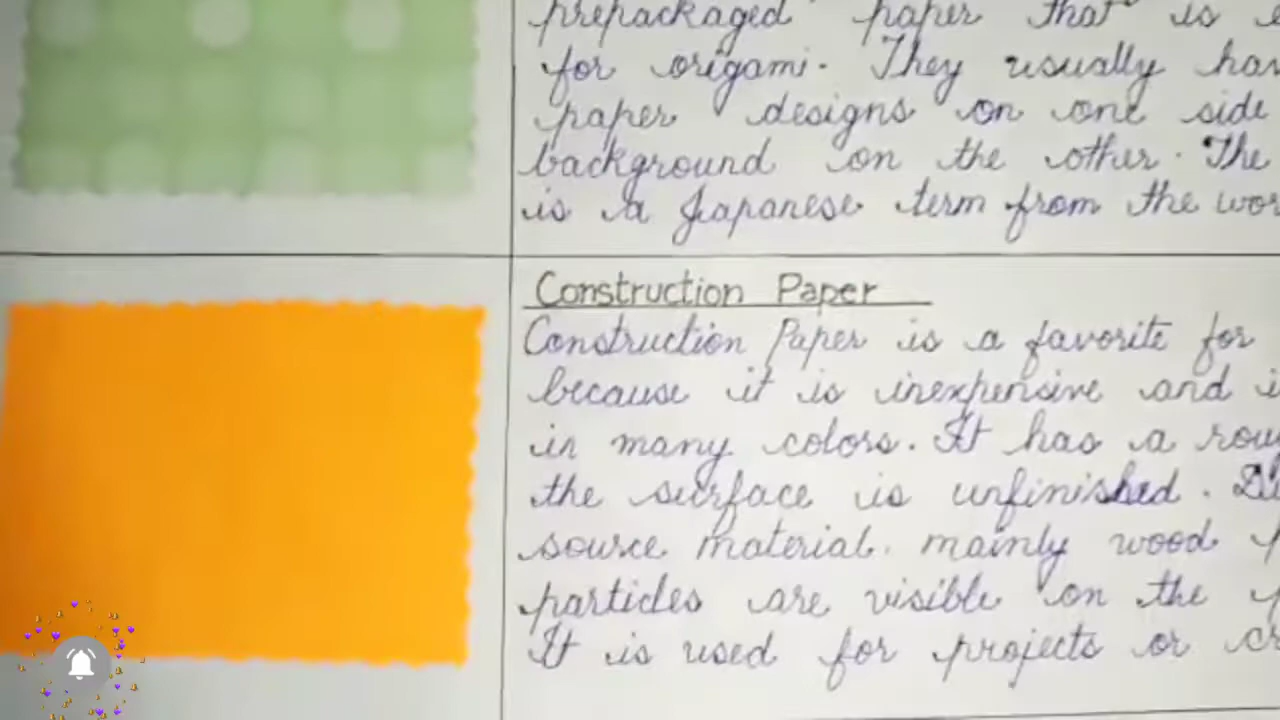 prepackaged paper that is
for origami. They usually
paper designs on one side
background on the other. The
is a Japanese term from the
Construction Paper
Construction Paper is a favorite for
because it is inexpensive and
in many colors. It has a
the surface is unfinished.
source material. mainly wood
particles are visible on the
It is used for projects or